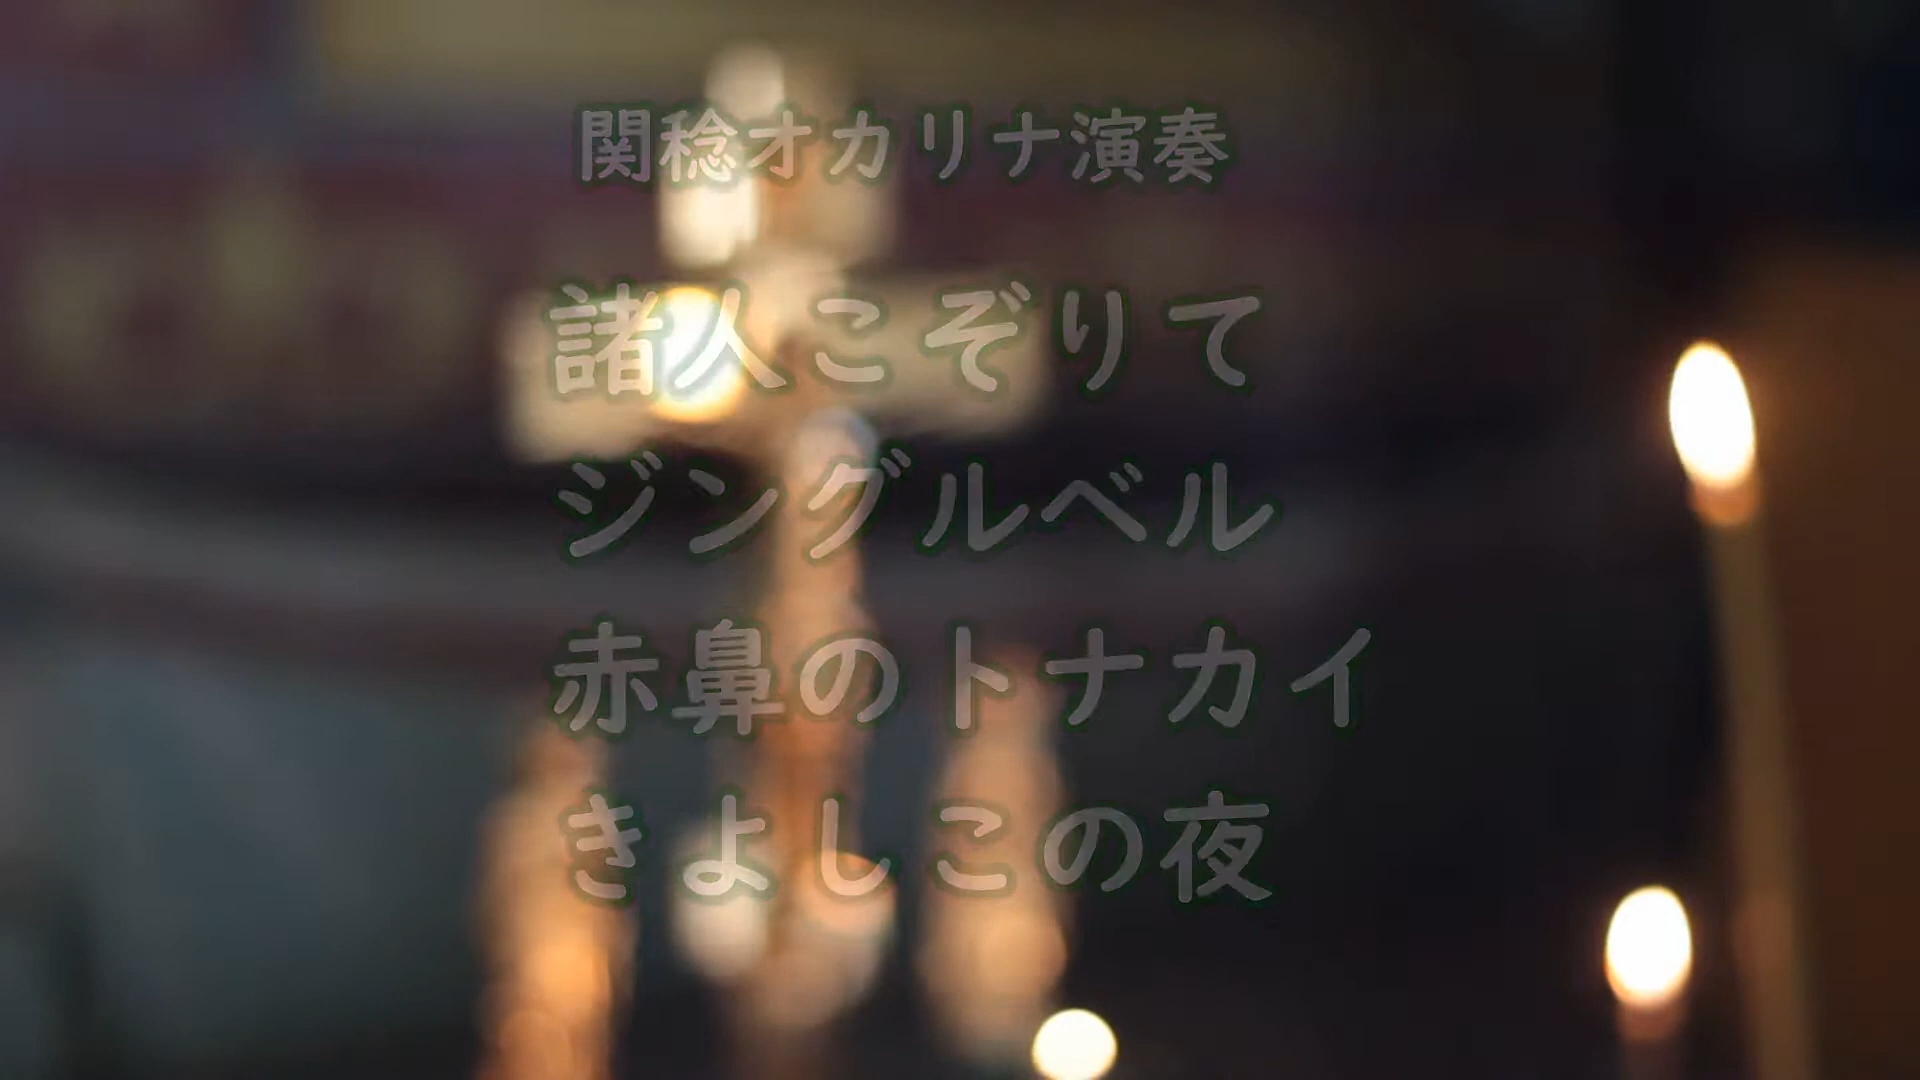 関稔オカリナ演奏
諸人こぞりて
ジングルベル
赤鼻のトナカイ
きよしこの夜